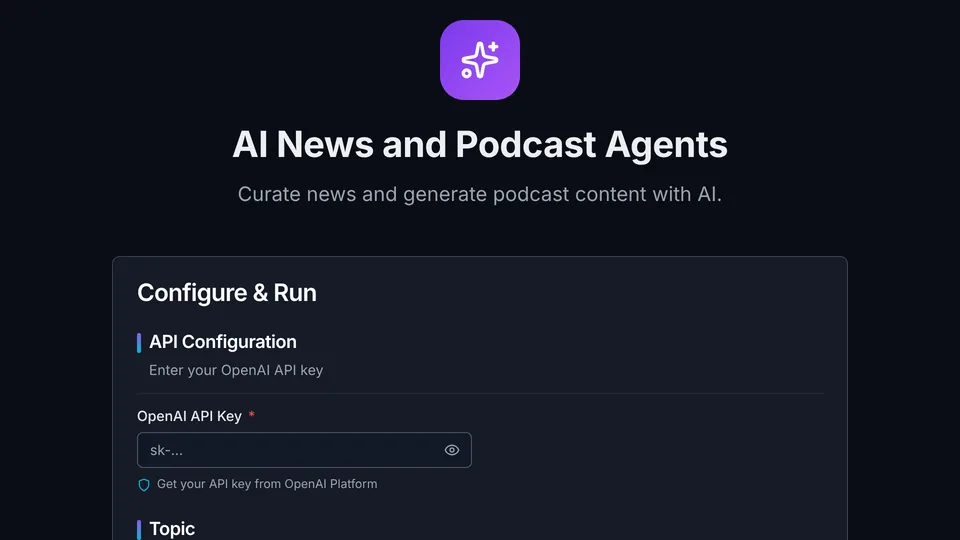 AI News and Podcast Agents
Curate news and generate podcast content with AI.
Configure & Run
API Configuration
Enter your OpenAI API key
OpenAI API Key *
sk-...
Get your API key from OpenAI Platform
Topic